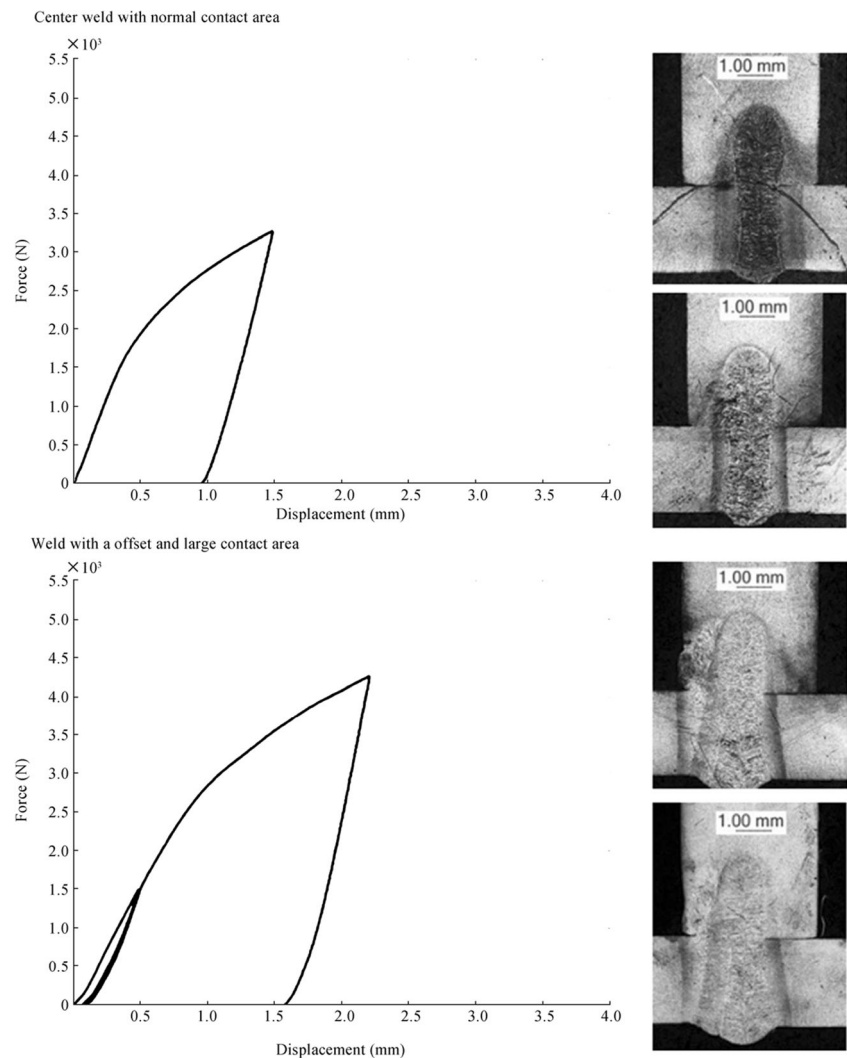 Center weld with normal contact area
×10³
5.5
5.0
4.5
4.0
3.5
3.0
2.5
2.0
1.5
1.0
0.5
0
Force (N)
0.5 1.0 1.5 2.0 2.5 3.0 3.5 4.0
Displacement (mm)
1.00 mm
1.00 mm
Weld with a offset and large contact area
×10³
5.5
5.0
4.5
4.0
3.5
3.0
2.5
2.0
1.5
1.0
0.5
0
Force (N)
0.5 1.0 1.5 2.0 2.5 3.0 3.5 4.0
Displacement (mm)
1.00 mm
1.00 mm